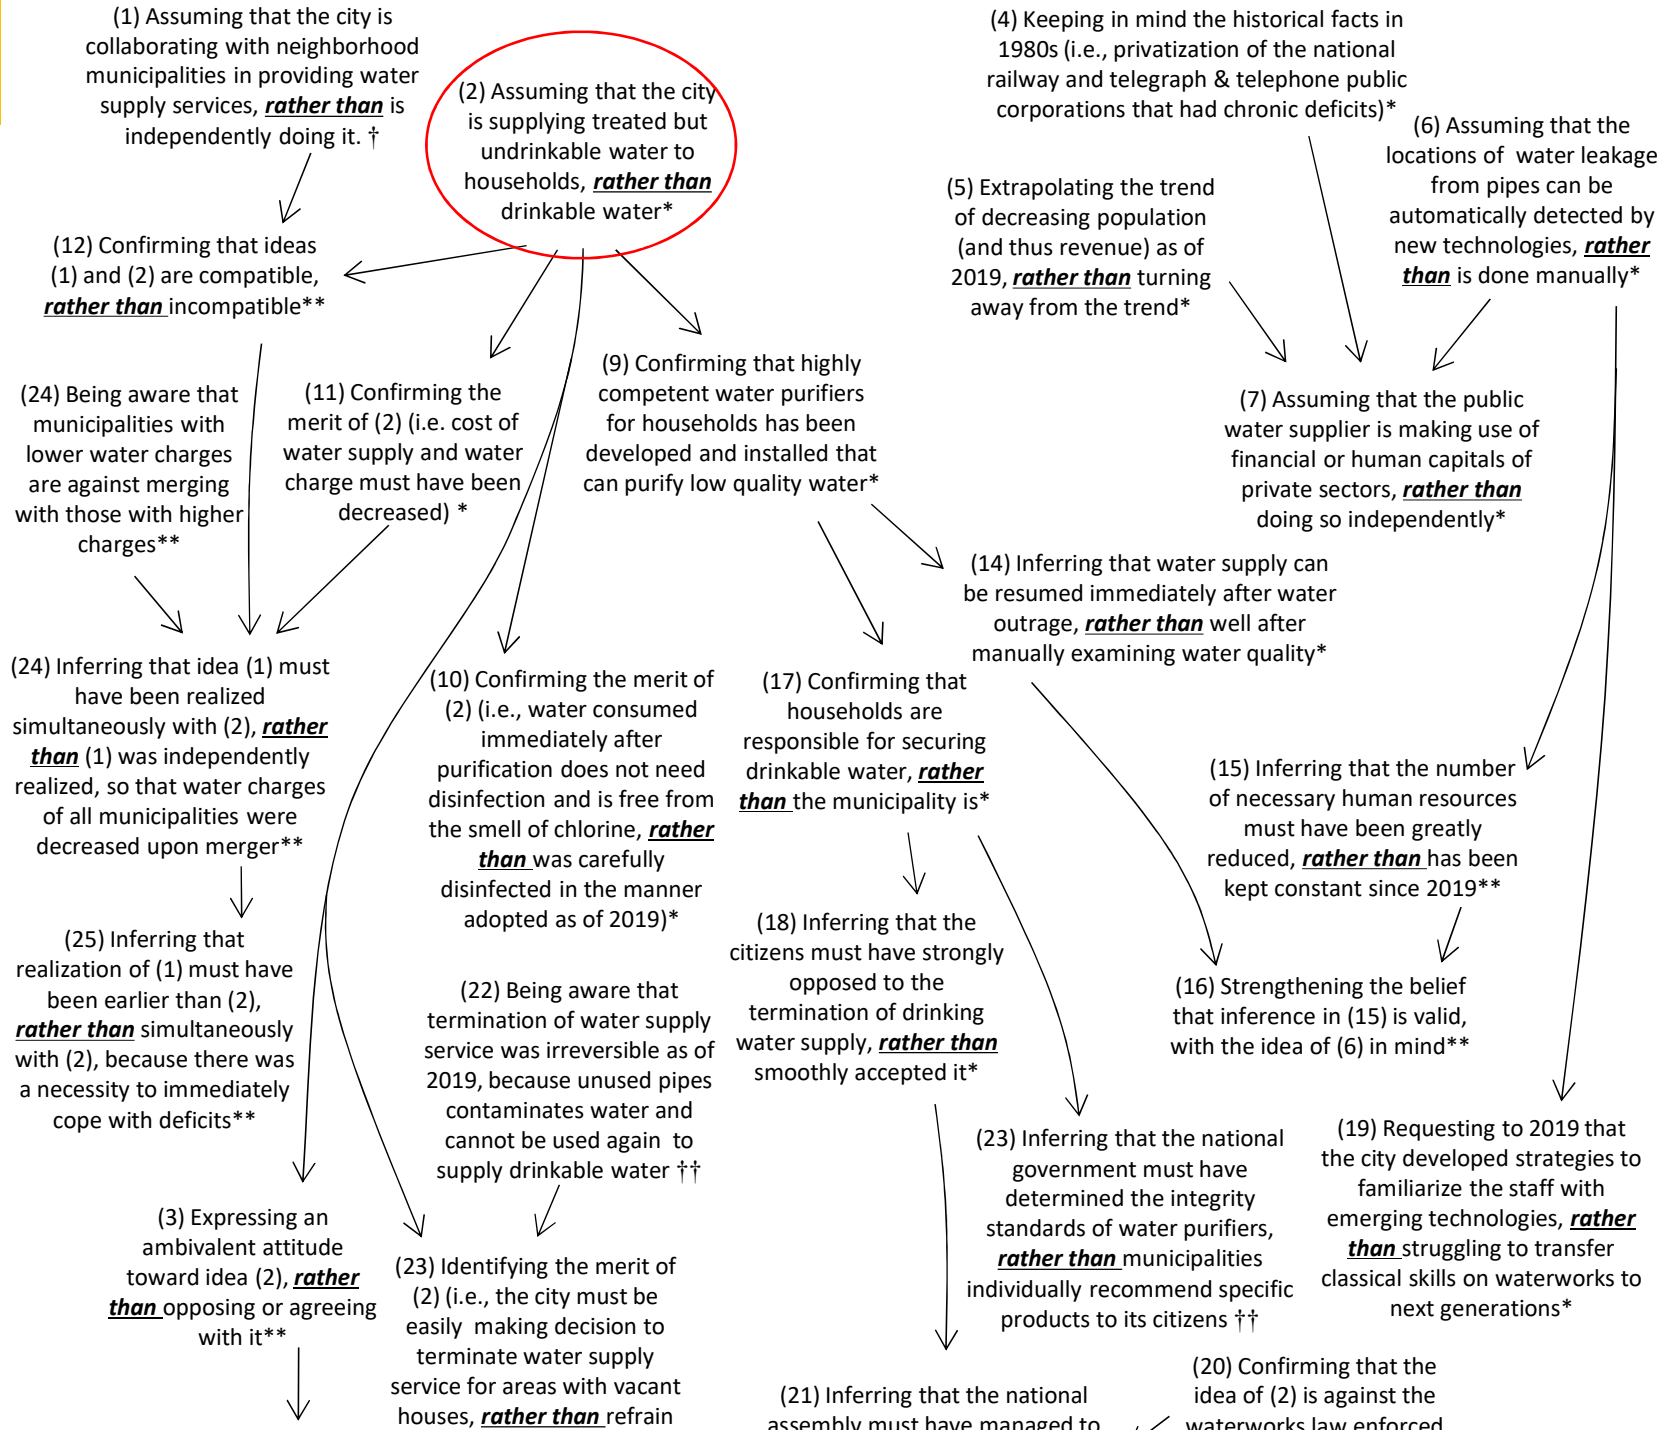 (1) Assuming that the city is
collaborating with neighborhood
municipalities in providing water
supply services, rather than is
independently doing it. †
(2) Assuming that the city
is supplying treated but
undrinkable water to
households, rather than
drinkable water*
(4) Keeping in mind the historical facts in
1980s (i.e., privatization of the national
railway and telegraph & telephone public
corporations that had chronic deficits)*
(6) Assuming that the
locations of water leakage
from pipes can be
automatically detected by
new technologies, rather
than is done manually*
(5) Extrapolating the trend
of decreasing population
(and thus revenue) as of
2019, rather than turning
away from the trend*
(12) Confirming that ideas
(1) and (2) are compatible,
rather than incompatible**
(24) Being aware that
municipalities with
lower water charges
are against merging
with those with higher
charges**
(11) Confirming the
merit of (2) (i.e. cost of
water supply and water
charge must have been
decreased) *
(9) Confirming that highly
competent water purifiers
for households has been
developed and installed that
can purify low quality water*
(7) Assuming that the public
water supplier is making use of
financial or human capitals of
private sectors, rather than
doing so independently*
(14) Inferring that water supply can
be resumed immediately after water
outrage, rather than well after
manually examining water quality*
(24) Inferring that idea (1) must
have been realized
simultaneously with (2), rather
than (1) was independently
realized, so that water charges
of all municipalities were
decreased upon merger**
(10) Confirming the merit of
(2) (i.e., water consumed
immediately after
purification does not need
disinfection and is free from
the smell of chlorine, rather
than was carefully
disinfected in the manner
adopted as of 2019)*
(17) Confirming that
households are
responsible for securing
drinkable water, rather
than the municipality is*
(15) Inferring that the number
of necessary human resources
must have been greatly
reduced, rather than has been
kept constant since 2019**
(25) Inferring that
realization of (1) must have
been earlier than (2),
rather than simultaneously
with (2), because there was
a necessity to immediately
cope with deficits**
(22) Being aware that
termination of water supply
service was irreversible as of
2019, because unused pipes
contaminates water and
cannot be used again to
supply drinkable water ††
(18) Inferring that the
citizens must have strongly
opposed to the
termination of drinking
water supply, rather than
smoothly accepted it*
(16) Strengthening the belief
that inference in (15) is valid,
with the idea of (6) in mind**
(3) Expressing an
ambivalent attitude
toward idea (2), rather
than opposing or agreeing
with it**
(23) Identifying the merit of
(2) (i.e., the city must be
easily making decision to
terminate water supply
service for areas with vacant
houses, rather than refrain
(23) Inferring that the national
government must have
determined the integrity
standards of water purifiers,
rather than municipalities
individually recommend specific
products to its citizens ††
(19) Requesting to 2019 that
the city developed strategies to
familiarize the staff with
emerging technologies, rather
than struggling to transfer
classical skills on waterworks to
next generations*
(21) Inferring that the national
assembly must have managed to
(20) Confirming that the
idea of (2) is against the
waterworks law enforced